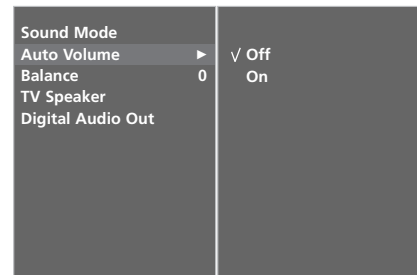 Sound Mode
Auto Volume ►
Balance 0
TV Speaker
Digital Audio Out
√ Off
On